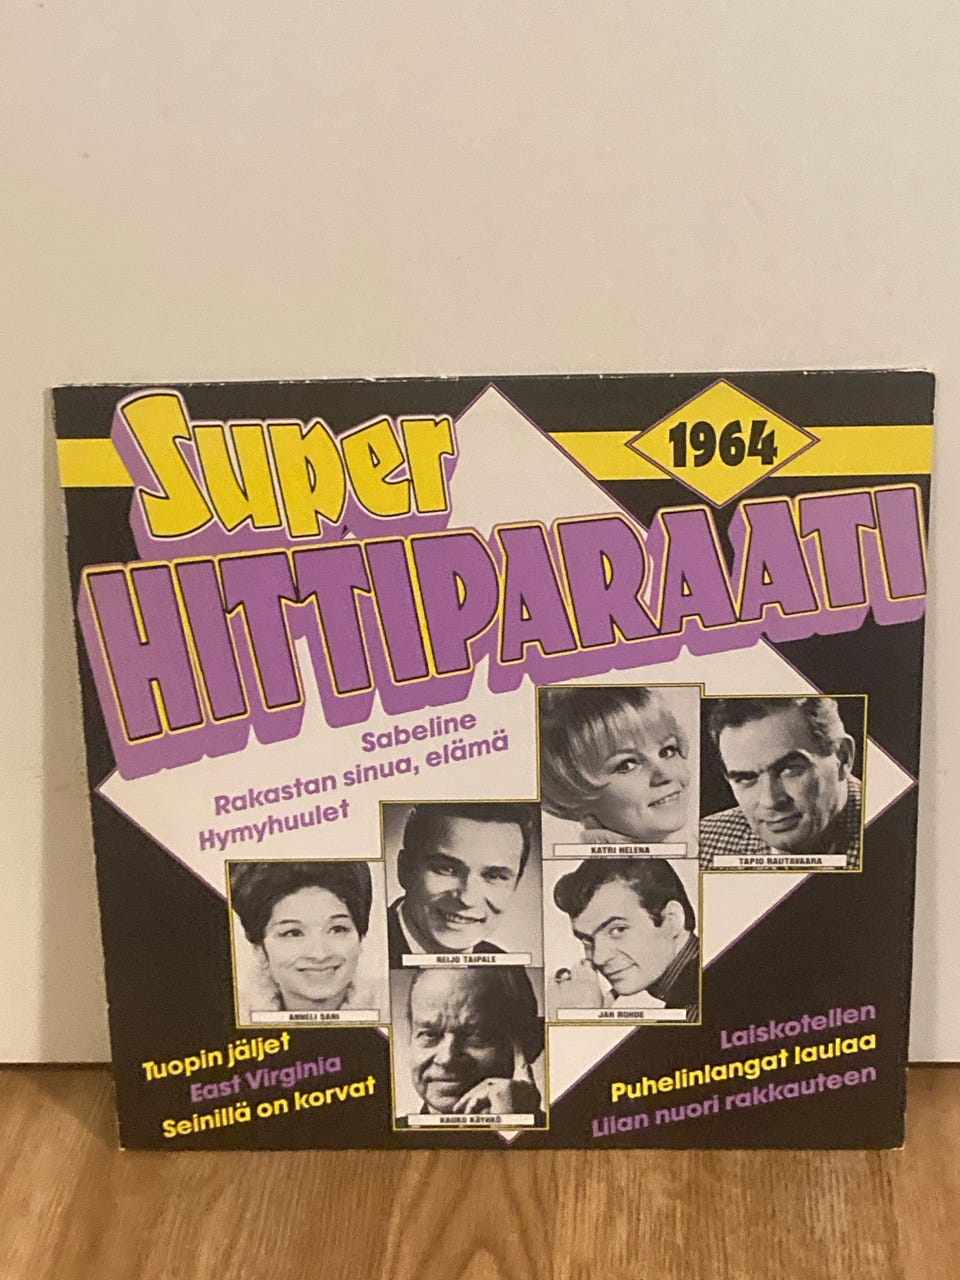 Super
1964
HITTIPARAATI
Sabeline
Rakastan sinua, elämä
Hymyhuulet
KATRI HELENA
TAPIO RAUTAVAARA
REIJO TAIPALE
ANNELI SARI
JAN ROHDE
KAUKO KÄYHKÖ
Tuopin jäljet
East Virginia
Seinillä on korvat
Laiskotellen
Puhelinlangat laulaa
Liian nuori rakkauteen